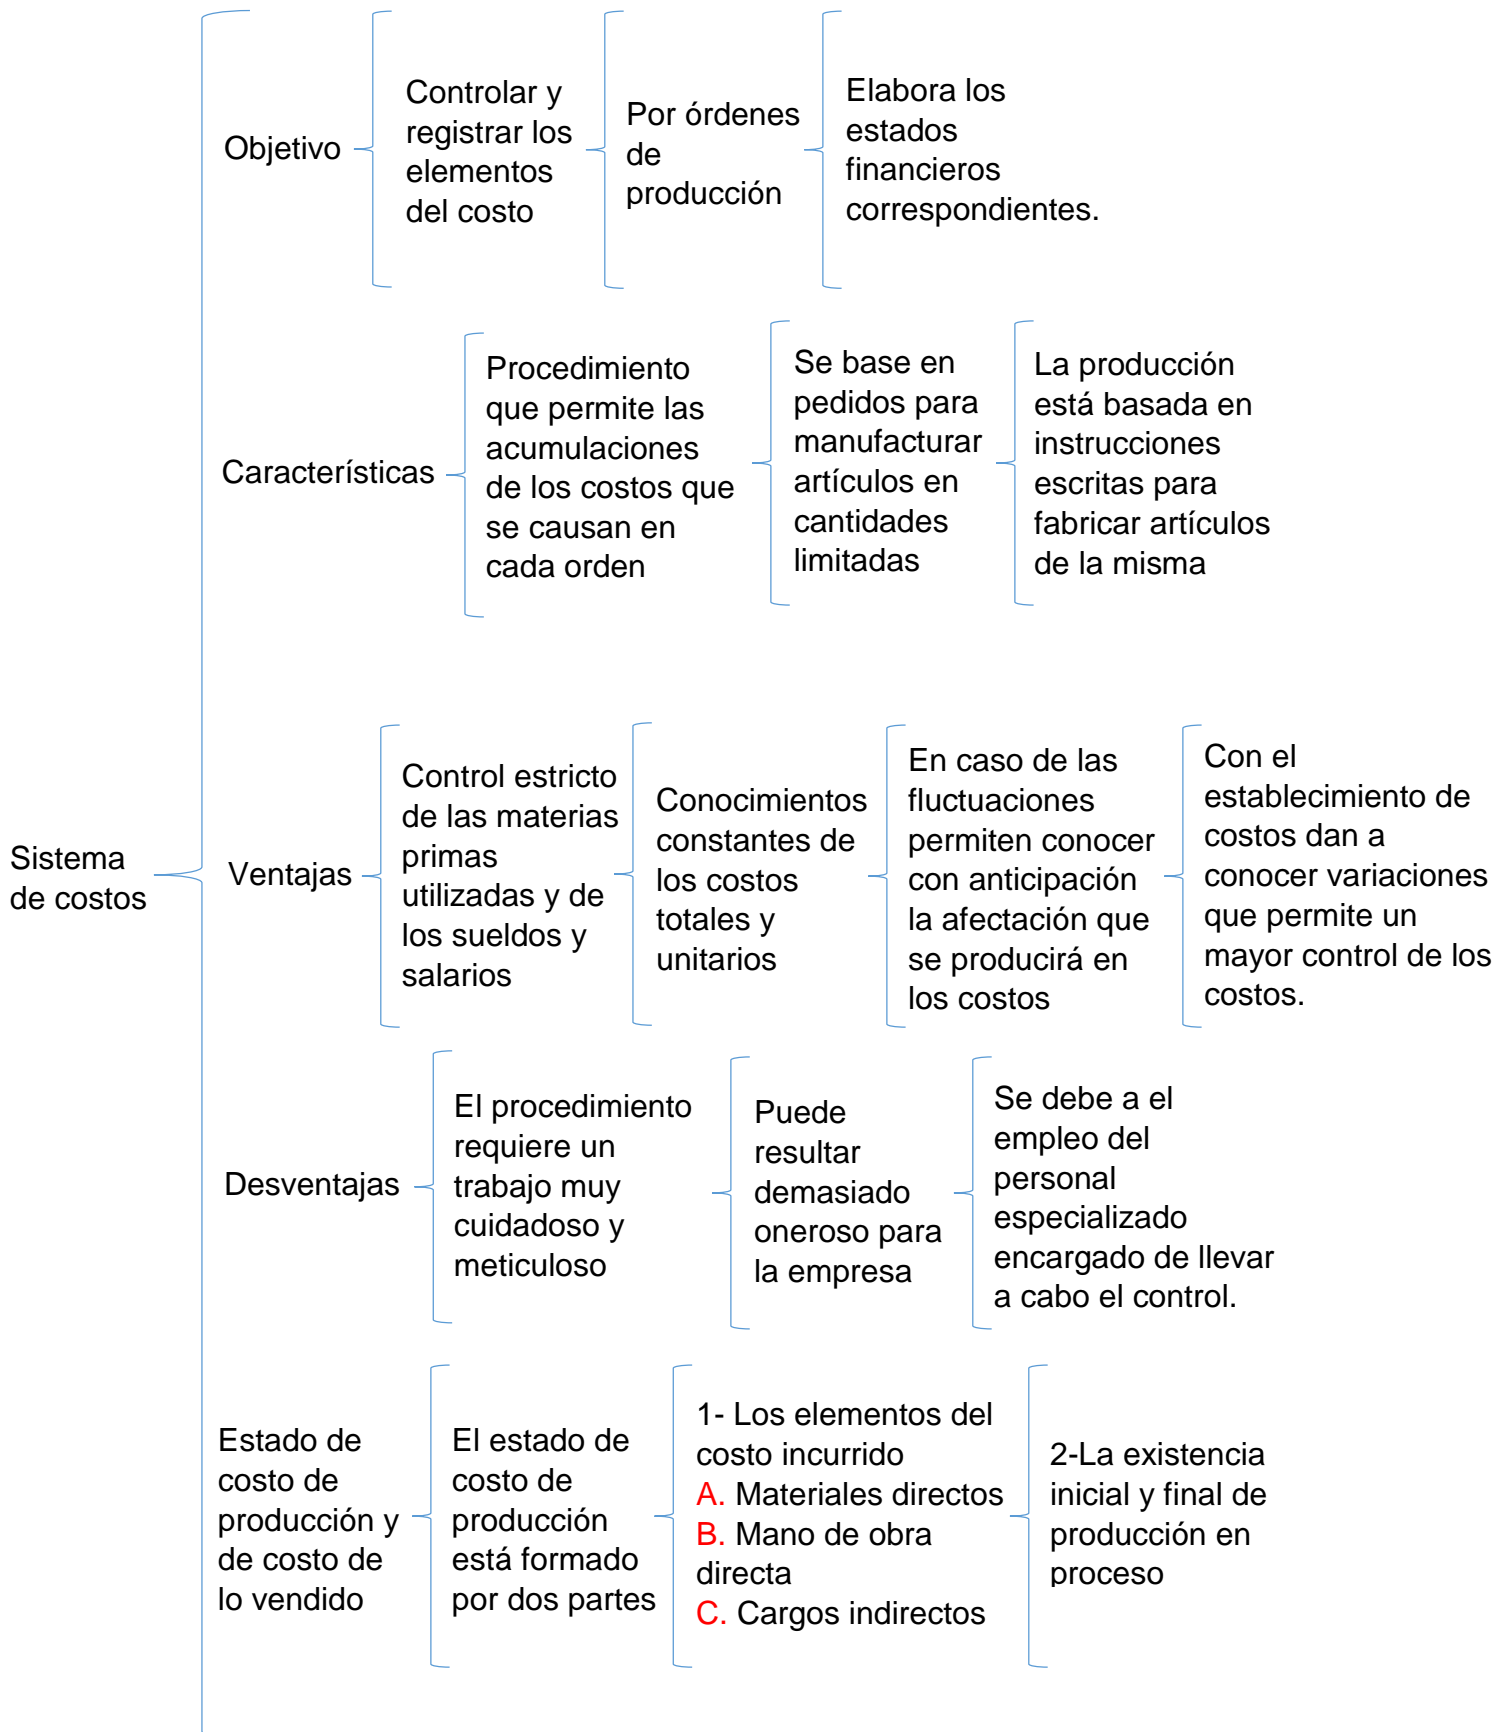 Sistema
de costos
Objetivo
Controlar y
registrar los
elementos
del costo
Por órdenes
de
producción
Elabora los
estados
financieros
correspondientes.
Característicás
Procedimiento
que permite las
acumulaciones
de los costos que
se causan en
cada orden
Se base en
pedidos para
manufacturar
artículos en
cantidades
limitadas
La producción
está basada en
instrucciones
escritas para
fabricar artículos
de la misma
Ventajas
Control estricto
de las materias
primas
utilizadas y de
los sueldos y
salarios
Conocimientos
constantes de
los costos
totales y
unitarios
En caso de las
fluctuaciones
permiten conocer
con anticipación
la afectación que
se producirá en
los costos
Con el
establecimiento de
costos dan a
conocer variaciones
que permite un
mayor control de los
costos.
Desventajas
El procedimiento
requiere un
trabajo muy
cuidadoso y
meticuloso
Puede
resultar
demasiado
oneroso para
la empresa
Se debe a el
empleo del
personal
especializado
encargado de llevar
a cabo el control.
Estado de
costo de
producción y
de costo de
lo vendido
El estado de
costo de
producción
está formado
por dos partes
1- Los elementos del
costo incurrido
A. Materiales directos
B. Mano de obra
directa
C. Cargos indirectos
2-La existencia
inicial y final de
producción en
proceso